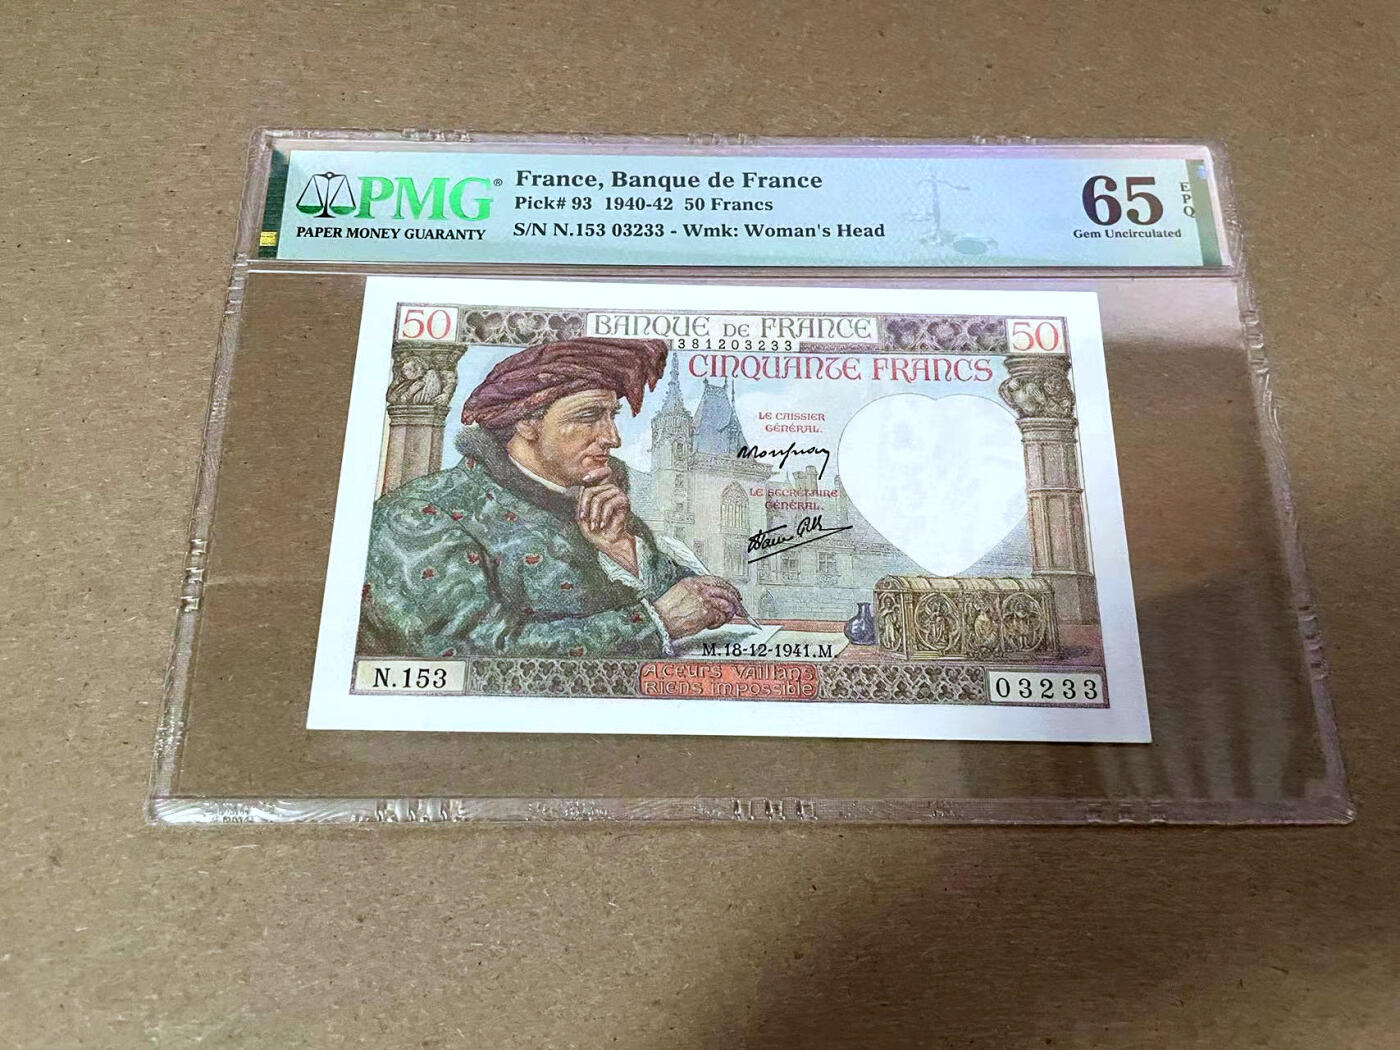 PMG®
PAPER MONEY GUARANTY
France, Banque de France
Pick# 93 1940-42 50 Francs
S/N N.153 03233 - Wmk: Woman's Head
65
EPQ
Gem Uncirculated
50
BANQUE DE FRANCE
50
381203233
CINQUANTE FRANCS
LE CAISSIER
GÉNÉRAL.
LE SECRÉTAIRE
GÉNÉRAL.
M.18-12-1941.M.
N.153
A CŒURS VAILLANS
RIENS IMPOSSIBLE
03233